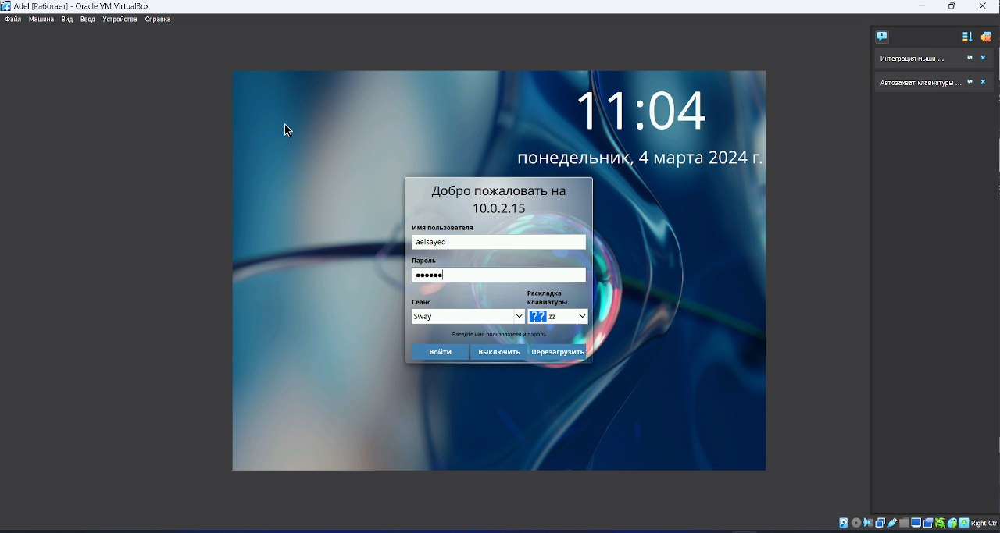 Adel [Работает] - Oracle VM VirtualBox
Файл Машина Вид Ввод Устройства Справка
Интеграция мыши ...
Автозахват клавиатуры ...
11:04
понедельник, 4 марта 2024 г.
Добро пожаловать на
10.0.2.15
Имя пользователя
aelsayed
Пароль
Сеанс
Раскладка
клавиатуры
Sway
?? zz
Введите имя пользователя и пароль
Войти Выключить Перезагрузить
Right Ctrl